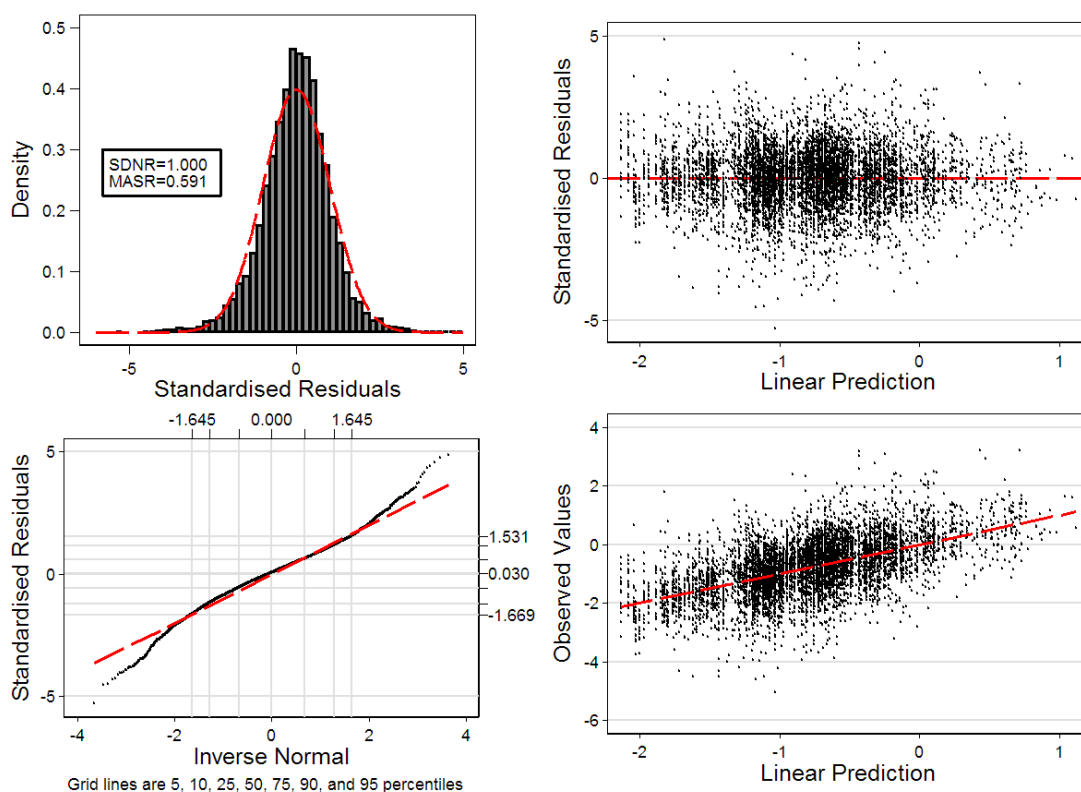 0.5
0.4
0.3
0.2
0.1
0.0
Density
SDNR=1.000
MASR=0.591
-5 0 5
Standardised Residuals
5
0
-5
Standardised Residuals
-2 -1 0 1
Linear Prediction
-1.645 0.000 1.645
5
0
-5
Standardised Residuals
1.531
0.030
-1.669
-4 -2 0 2 4
Inverse Normal
Grid lines are 5, 10, 25, 50, 75, 90, and 95 percentiles
4
2
0
-2
-4
-6
Observed Values
-2 -1 0 1
Linear Prediction